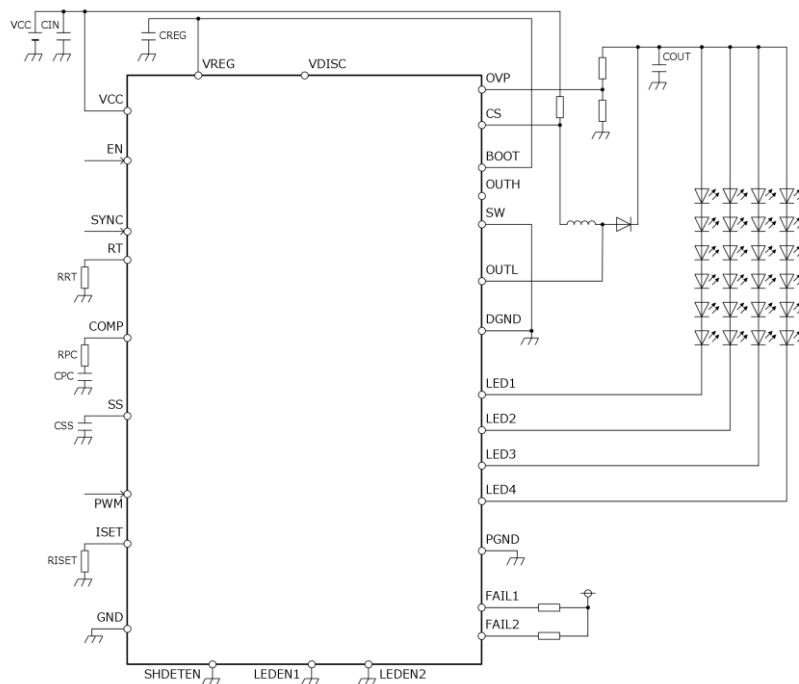 VCC CIN
CREG
VREG VDISC
COUT
OVP
VCC
CS
EN
BOOT
OUTH
SYNC
SW
RT
RRT
OUTL
COMP
DGND
RPC
CPC
LED1
SS
CSS
LED2
LED3
LED4
PWM
ISET
PGND
RISET
FAIL1
GND
FAIL2
SHDETEN LEDEN1 LEDEN2